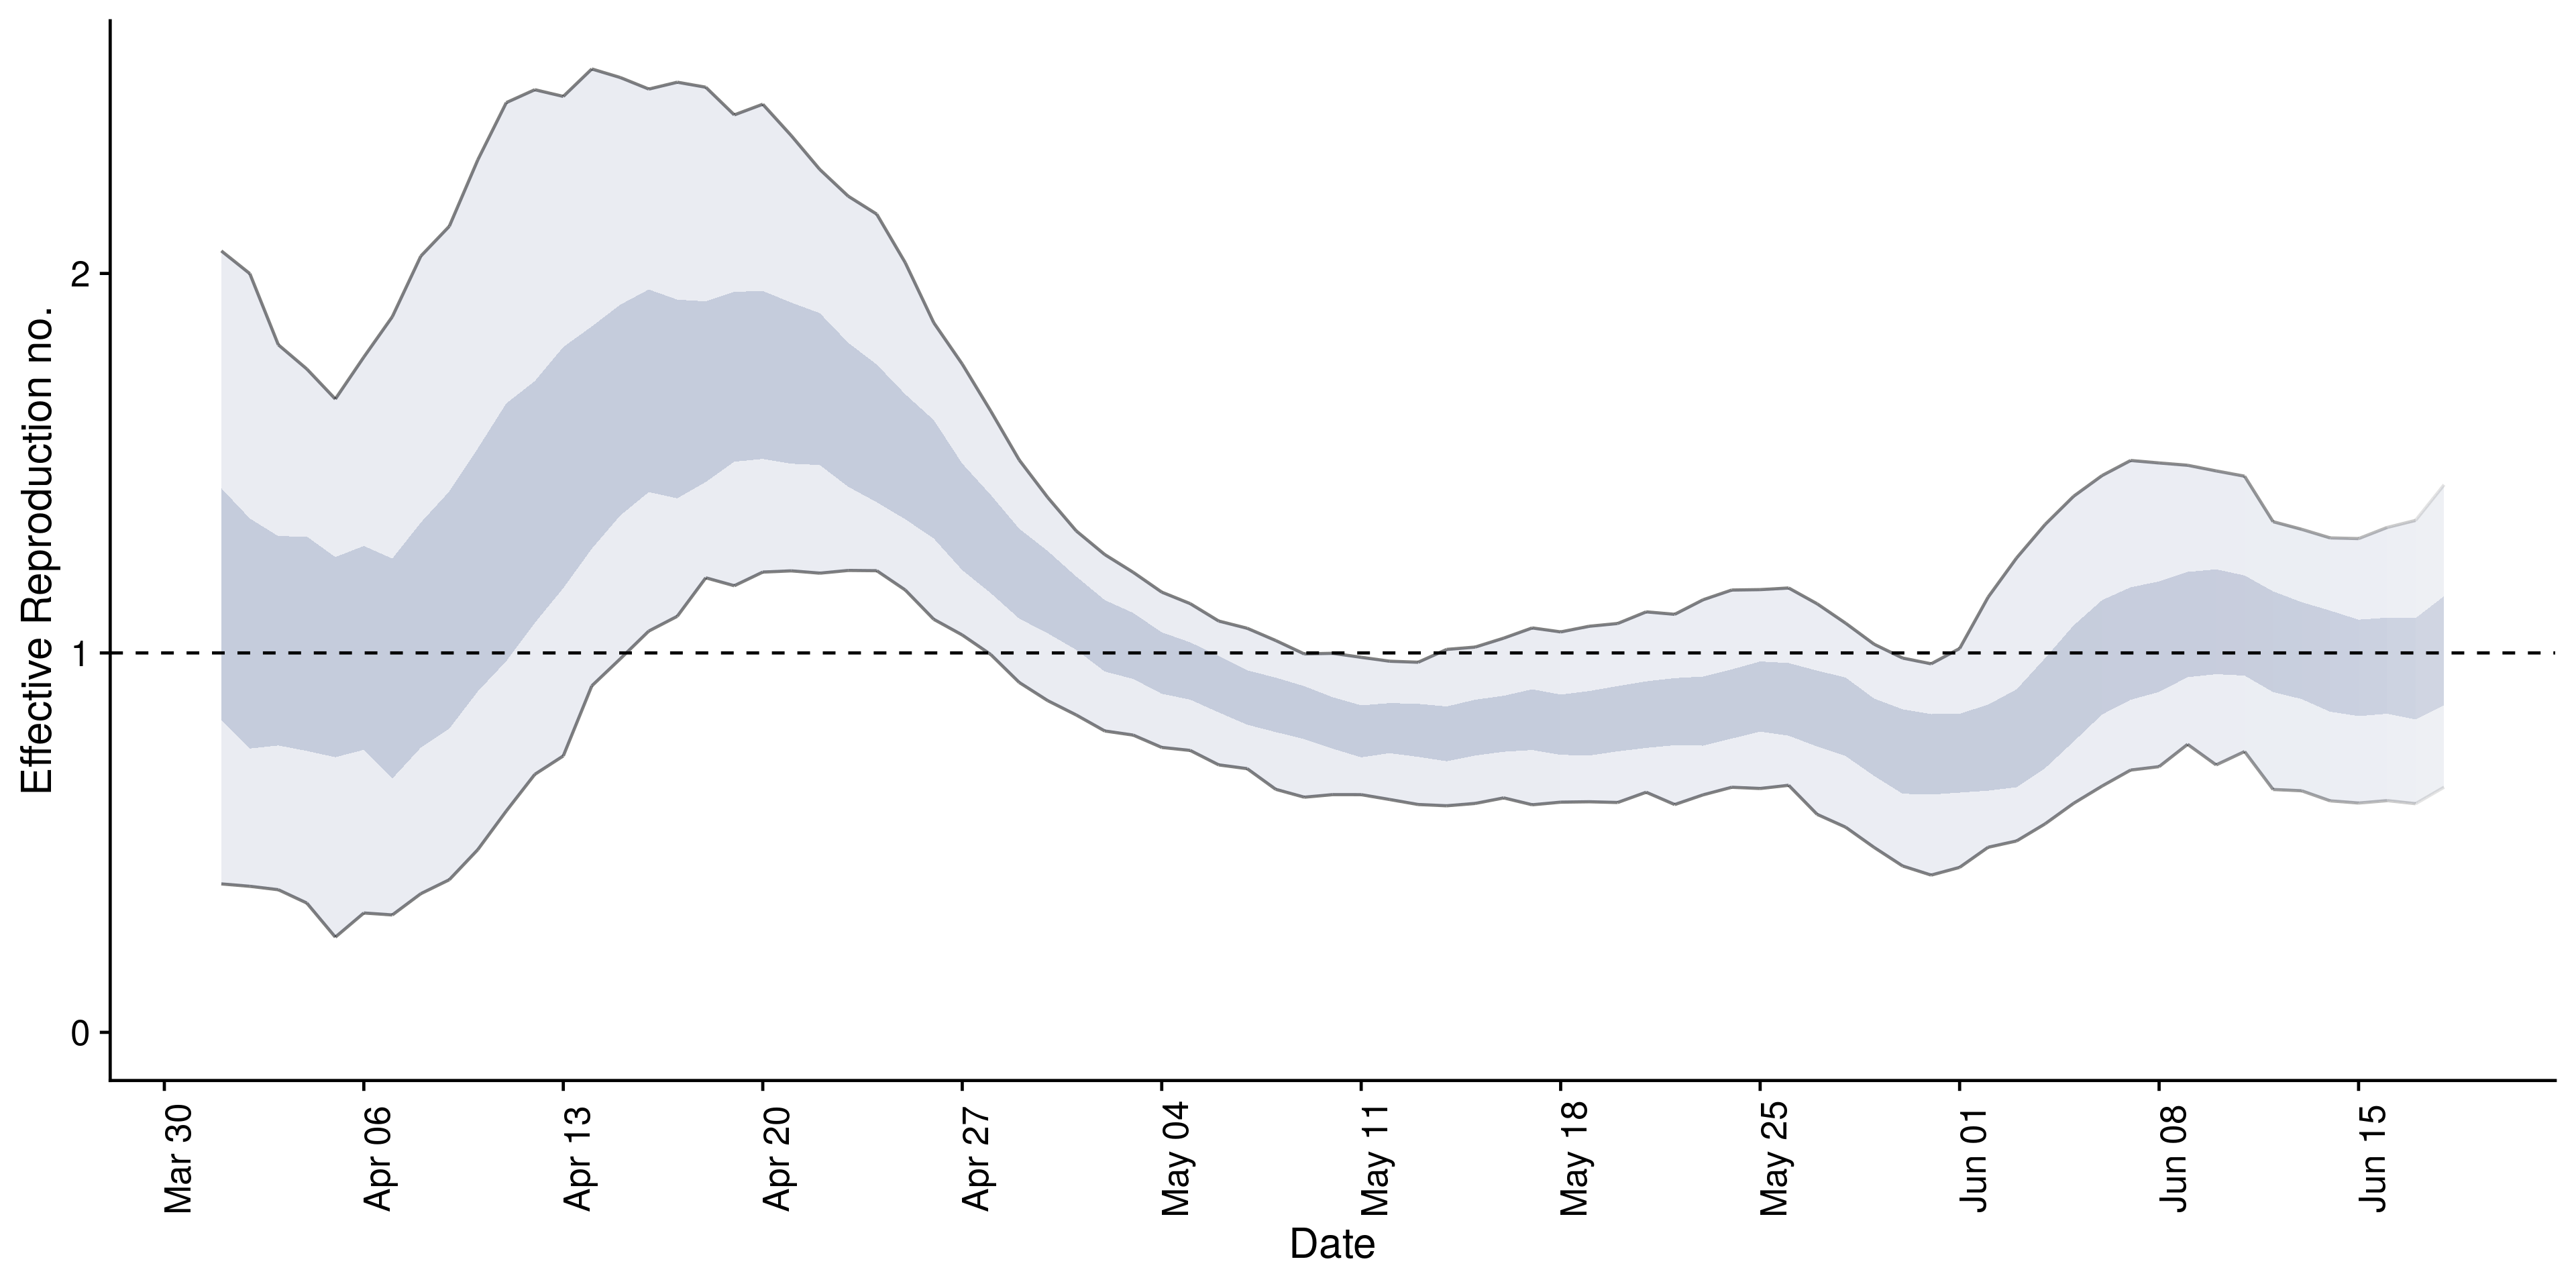 Effective Reproduction no.
2
1
0
Mar 30
Apr 06
Apr 13
Apr 20
Apr 27
May 04
May 11
May 18
May 25
Jun 01
Jun 08
Jun 15
Date